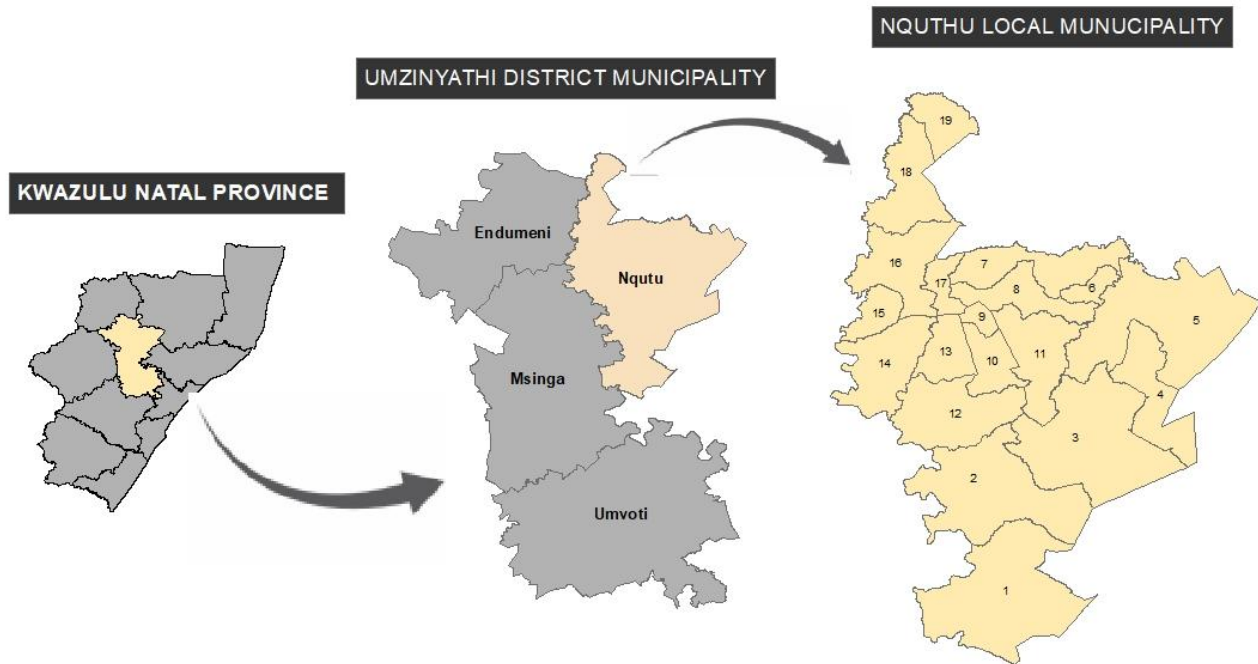 NQUTHU LOCAL MUNUCIPALITY
UMZINYATHI DISTRICT MUNICIPALITY
KWAZULU NATAL PROVINCE
Endumeni
Nqutu
Msinga
Umvoti
19
18
16
17
7
8
6
15
9
5
14
13
10
11
4
12
3
2
1